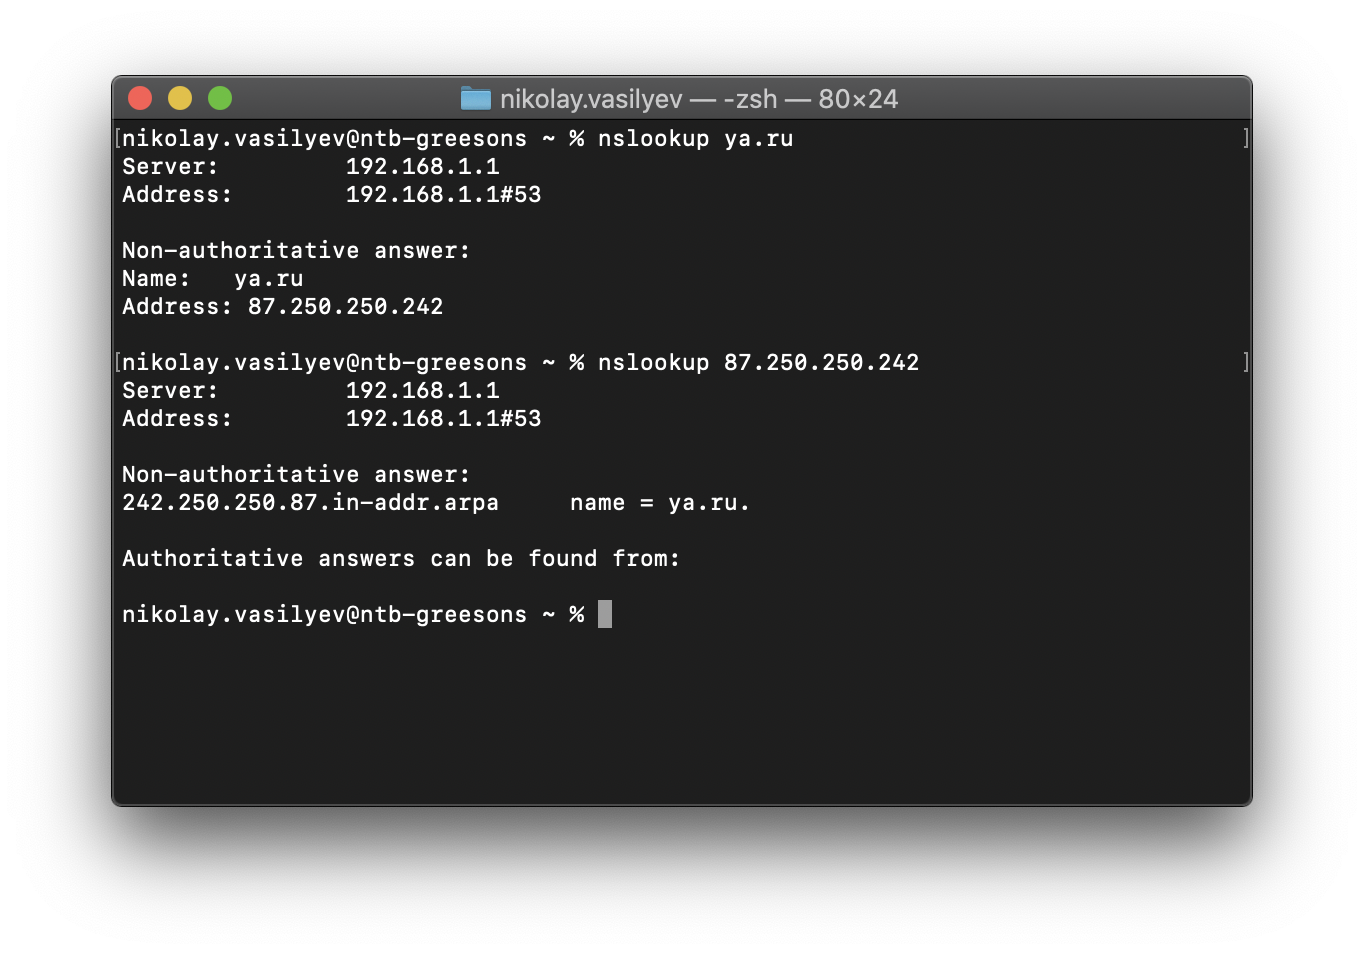 nikolay.vasilyev — -zsh — 80×24
[nikolay.vasilyev@ntb-greesons ~ % nslookup ya.ru ]
Server:         192.168.1.1
Address:        192.168.1.1#53
Non-authoritative answer:
Name:   ya.ru
Address: 87.250.250.242
[nikolay.vasilyev@ntb-greesons ~ % nslookup 87.250.250.242 ]
Server:         192.168.1.1
Address:        192.168.1.1#53
Non-authoritative answer:
242.250.250.87.in-addr.arpa     name = ya.ru.
Authoritative answers can be found from:
nikolay.vasilyev@ntb-greesons ~ %